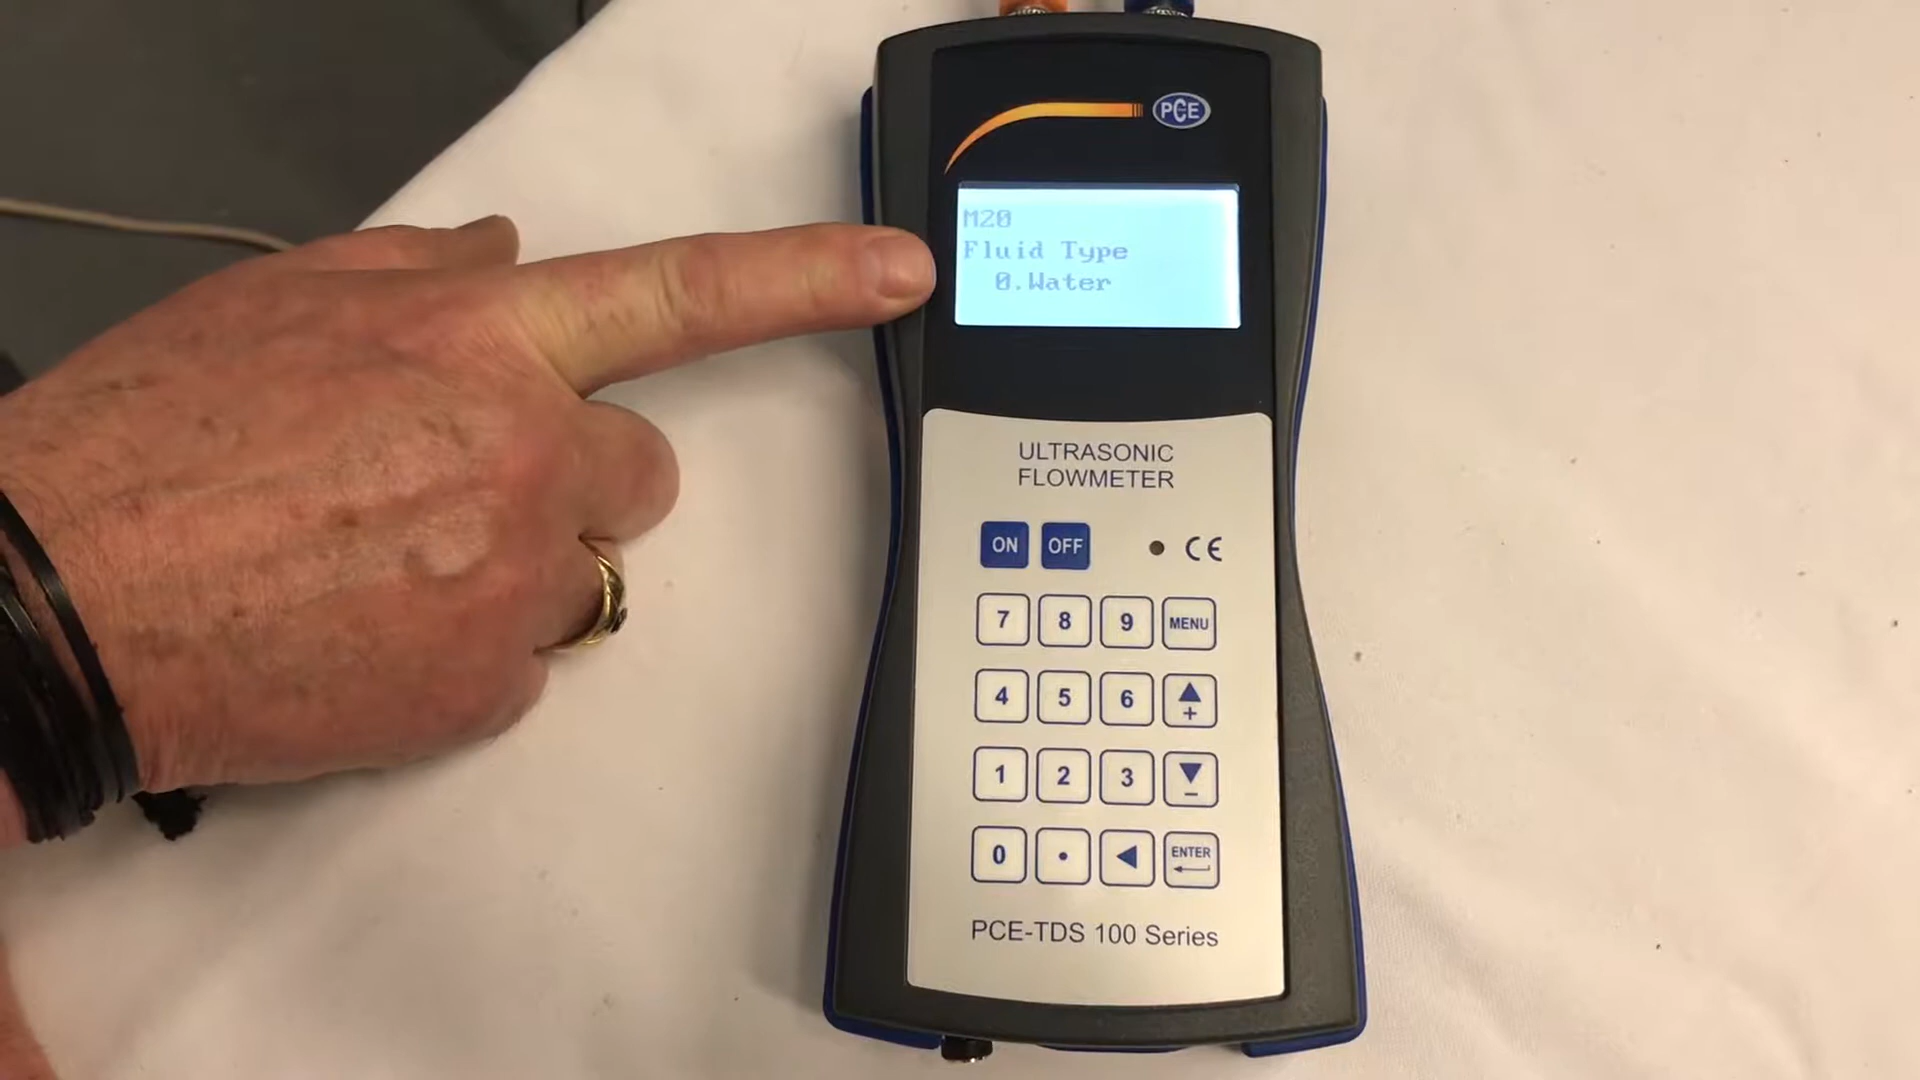 PCE
M20
Fluid Type
0.Water
ULTRASONIC
FLOWMETER
ON OFF CE
7 8 9 MENU
4 5 6 +
1 2 3 -
0 . ENTER
PCE-TDS 100 Series